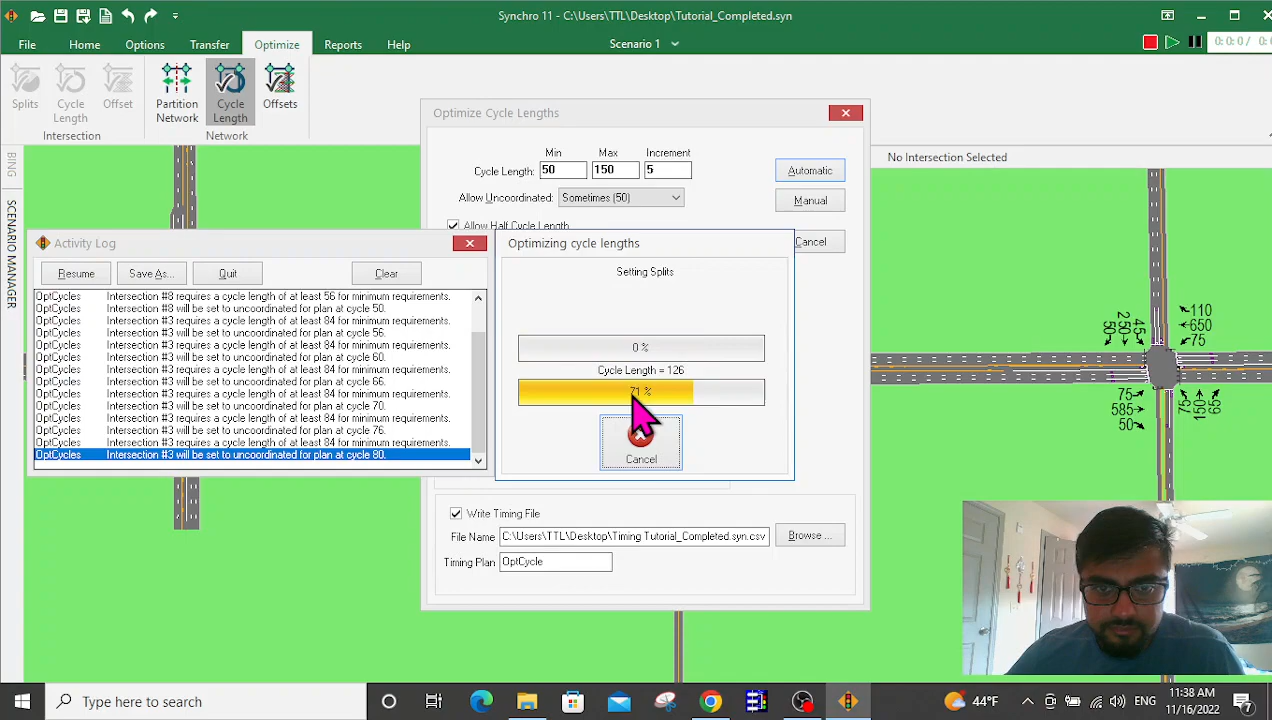 Synchro 11 - C:\Users\TTL\Desktop\Tutorial_Completed.syn
File Home Options Transfer Optimize Reports Help
Scenario 1
0:0:0 /
Splits
Cycle Length
Offset
Partition Network
Cycle Length
Offsets
Intersection
Network
BING
SCENARIO MANAGER
No Intersection Selected
Optimize Cycle Lengths
Min Max Increment
Cycle Length: 50 150 5
Automatic
Allow Uncoordinated: Sometimes (50)
Manual
Allow Half Cycle Length
Cancel
Activity Log
Resume Save As... Quit Clear
OptCycles Intersection #8 requires a cycle length of at least 56 for minimum requirements.
OptCycles Intersection #8 will be set to uncoordinated for plan at cycle 50.
OptCycles Intersection #3 requires a cycle length of at least 84 for minimum requirements.
OptCycles Intersection #3 will be set to uncoordinated for plan at cycle 56.
OptCycles Intersection #3 requires a cycle length of at least 84 for minimum requirements.
OptCycles Intersection #3 will be set to uncoordinated for plan at cycle 60.
OptCycles Intersection #3 requires a cycle length of at least 84 for minimum requirements.
OptCycles Intersection #3 will be set to uncoordinated for plan at cycle 66.
OptCycles Intersection #3 requires a cycle length of at least 84 for minimum requirements.
OptCycles Intersection #3 will be set to uncoordinated for plan at cycle 70.
OptCycles Intersection #3 requires a cycle length of at least 84 for minimum requirements.
OptCycles Intersection #3 will be set to uncoordinated for plan at cycle 76.
OptCycles Intersection #3 requires a cycle length of at least 84 for minimum requirements.
OptCycles Intersection #3 will be set to uncoordinated for plan at cycle 80.
Optimizing cycle lengths
Setting Splits
0 %
Cycle Length = 126
71 %
Cancel
Write Timing File
File Name C:\Users\TTL\Desktop\Timing Tutorial_Completed.syn.csv Browse ...
Timing Plan OptCycle
50 250 45
110
650
75
75
585
50
75 150 65
Type here to search
44°F
ENG
11:38 AM
11/16/2022
7